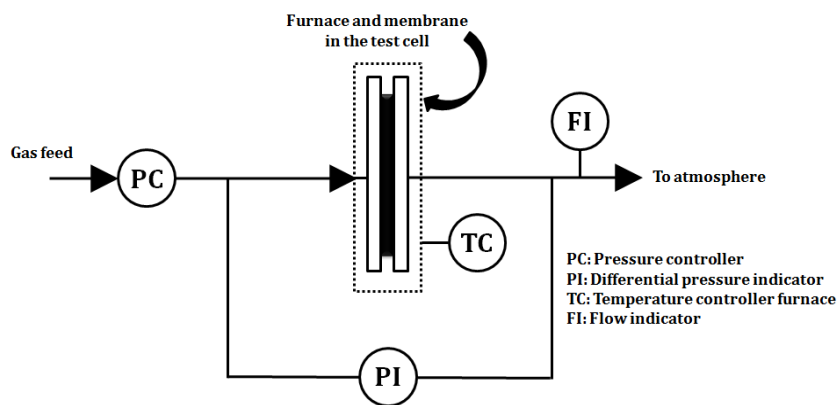 Furnace and membrane
in the test cell
FI
Gas feed
PC
To atmosphere
TC
PC: Pressure controller
PI: Differential pressure indicator
TC: Temperature controller furnace
FI: Flow indicator
PI